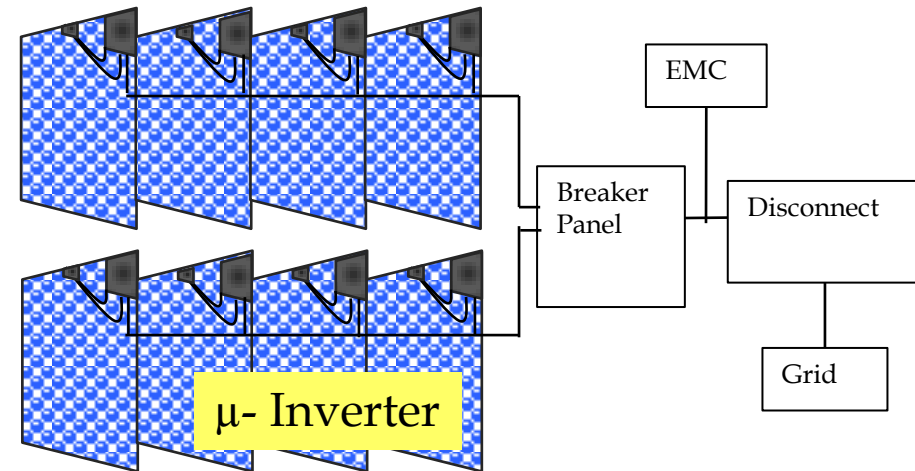 EMC
Breaker
Panel
Disconnect
Grid
µ- Inverter